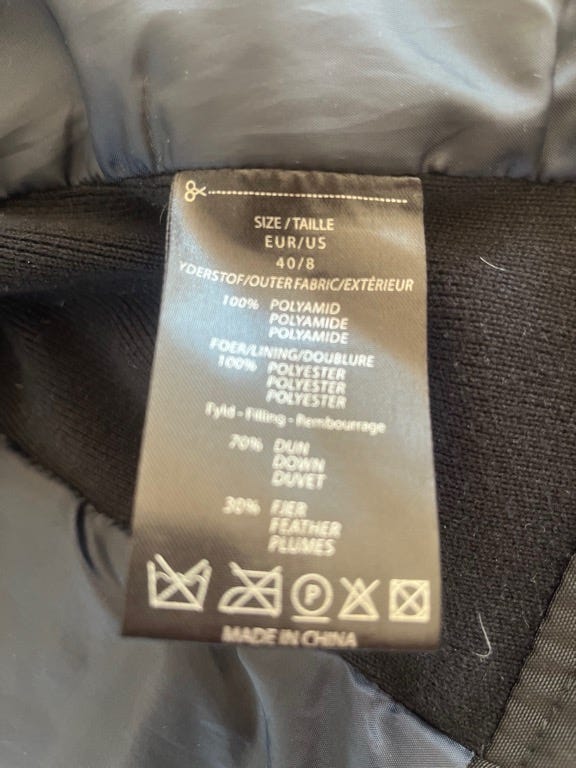 SIZE / TAILLE
EUR/US
40/8
YDERSTOF/OUTER FABRIC/EXTÉRIEUR
100% POLYAMID
POLYAMIDE
POLYAMIDE
FOER/LINING/DOUBLURE
100% POLYESTER
POLYESTER
POLYESTER
Fyld - Filling - Rembourrage
70% DUN
DOWN
DUVET
30% FJER
FEATHER
PLUMES
P
MADE IN CHINA